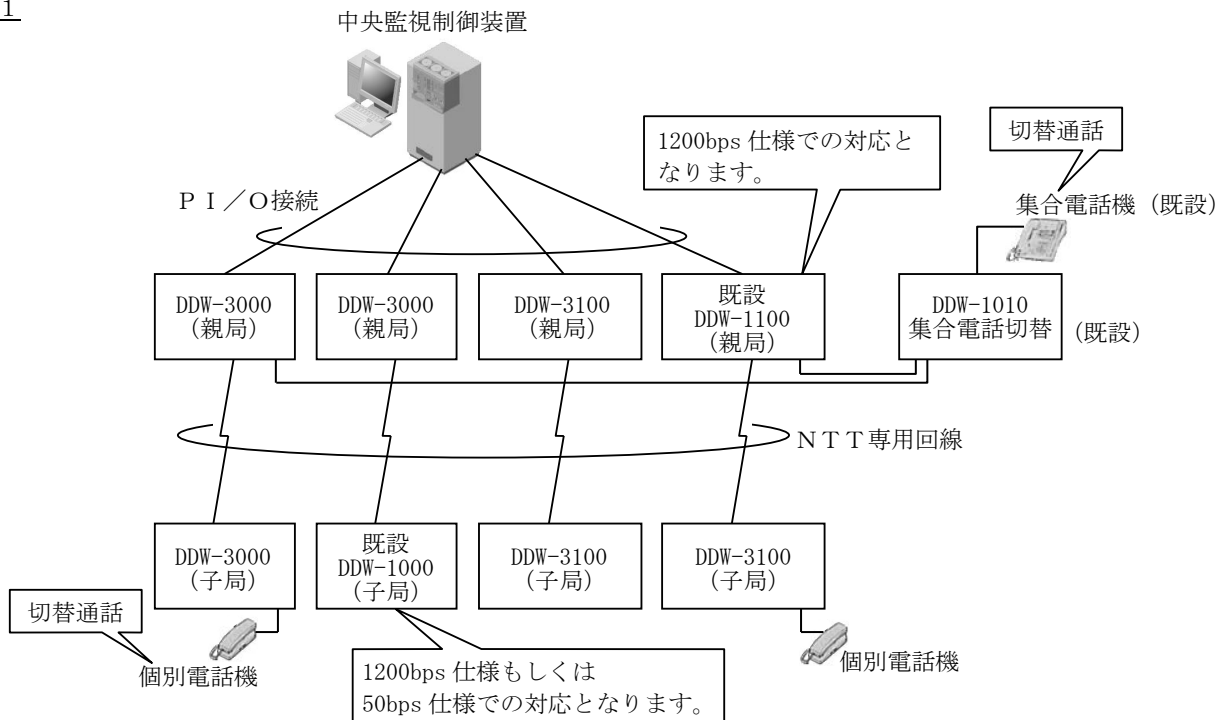 1
中央監視制御装置
1200bps 仕様での対応と
なります。
切替通話
集合電話機（既設）
ＰＩ／Ｏ接続
DDW-3000
(親局)
DDW-3000
(親局)
DDW-3100
(親局)
既設
DDW-1100
(親局)
DDW-1010
集合電話切替
(既設)
ＮＴＴ専用回線
DDW-3000
(子局)
既設
DDW-1000
(子局)
DDW-3100
(子局)
DDW-3100
(子局)
切替通話
個別電話機
1200bps 仕様もしくは
50bps 仕様での対応となります。
個別電話機